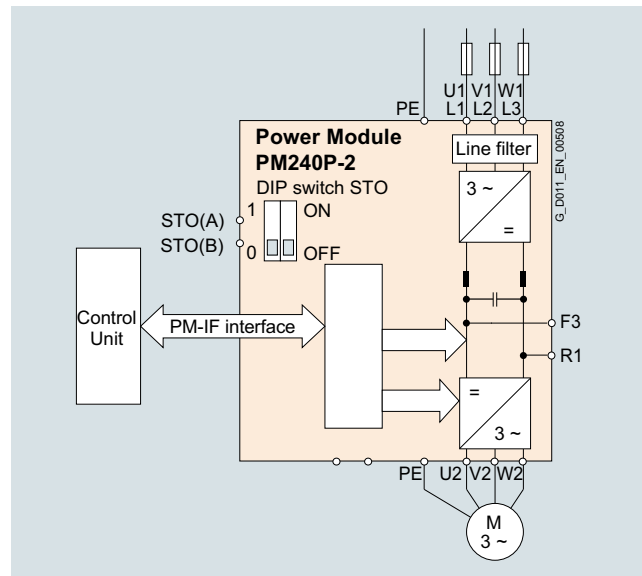 U1 V1 W1
PE L1 L2 L3
Power Module
PM240P-2
Line filter
DIP switch STO
3 ~
=
STO(A)
1 ON
STO(B)
0 OFF
Control
Unit
PM-IF interface
F3
R1
=
3 ~
PE U2 V2 W2
M
3 ~
G_D011_EN_00508